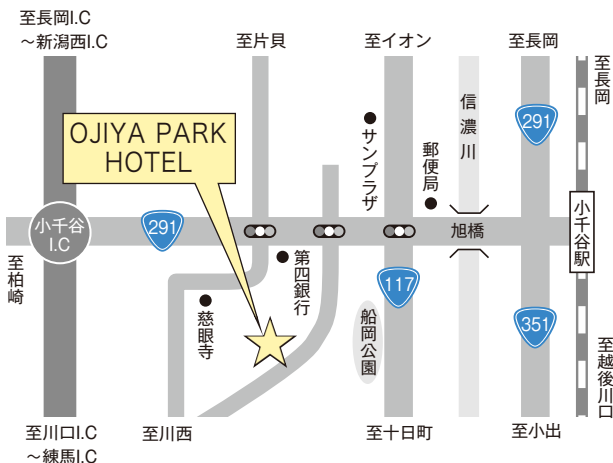 至長岡I.C
～新潟西I.C
至片貝
至イオン
至長岡
至長岡
OJIYA PARK
HOTEL
サンプラザ
信濃川
郵便局
291
小千谷
I.C
291
旭橋
小千谷駅
至柏崎
第四銀行
慈眼寺
117
船岡公園
351
至越後川口
至川口I.C
～練馬I.C
至川西
至十日町
至小出